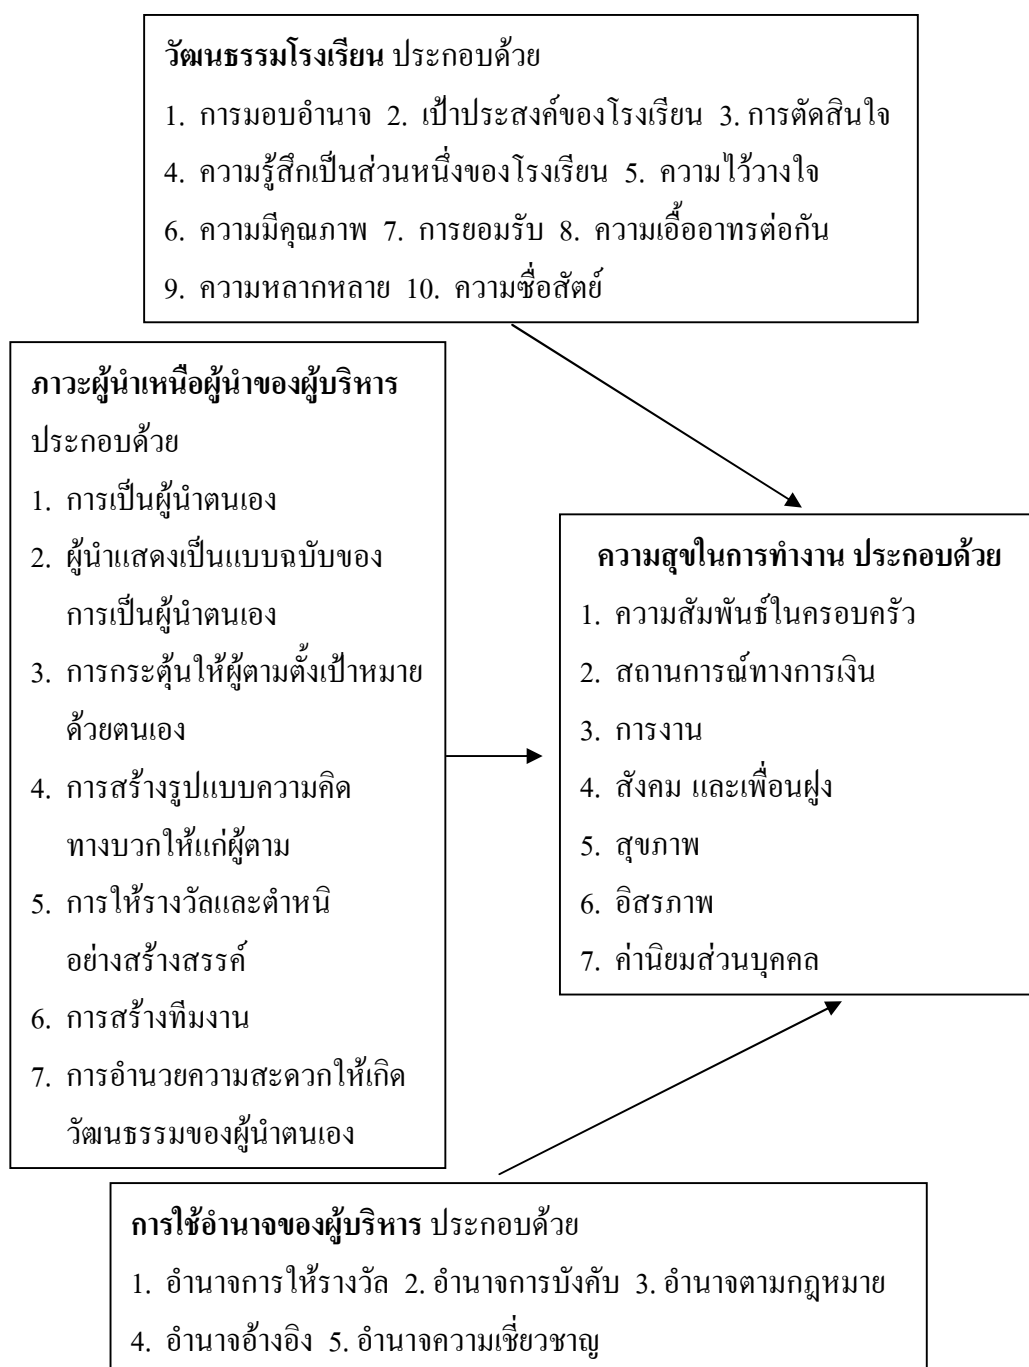 วัฒนธรรมโรงเรียน ประกอบด้วย
1. การมอบอำนาจ 2. เป้าประสงค์ของโรงเรียน 3. การตัดสินใจ
4. ความรู้สึกเป็นส่วนหนึ่งของโรงเรียน 5. ความไว้วางใจ
6. ความมีคุณภาพ 7. การยอมรับ 8. ความเอื้ออาทรต่อกัน
9. ความหลากหลาย 10. ความซื่อสัตย์
ภาวะผู้นำเหนือผู้นำของผู้บริหาร
ประกอบด้วย
1. การเป็นผู้นำตนเอง
2. ผู้นำแสดงเป็นแบบฉบับของ
การเป็นผู้นำตนเอง
3. การกระตุ้นให้ผู้ตามตั้งเป้าหมาย
ด้วยตนเอง
4. การสร้างรูปแบบความคิด
ทางบวกให้แก่ผู้ตาม
5. การให้รางวัลและตำหนิ
อย่างสร้างสรรค์
6. การสร้างทีมงาน
7. การอำนวยความสะดวกให้เกิด
วัฒนธรรมของผู้นำตนเอง
ความสุขในการทำงาน ประกอบด้วย
1. ความสัมพันธ์ในครอบครัว
2. สถานการณ์ทางการเงิน
3. การงาน
4. สังคม และเพื่อนฝูง
5. สุขภาพ
6. อิสรภาพ
7. ค่านิยมส่วนบุคคล
การใช้อำนาจของผู้บริหาร ประกอบด้วย
1. อำนาจการให้รางวัล 2. อำนาจการบังคับ 3. อำนาจตามกฎหมาย
4. อำนาจอ้างอิง 5. อำนาจความเชี่ยวชาญ